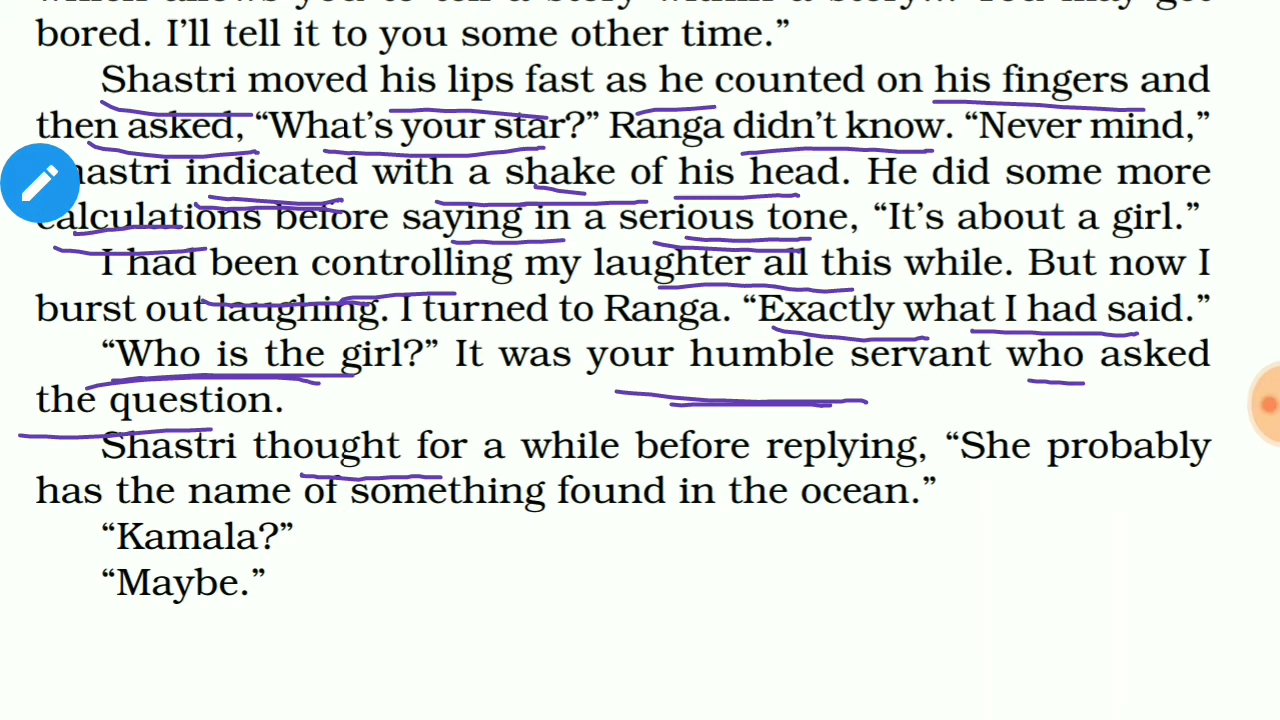 bored. I'll tell it to you some other time.”
Shastri moved his lips fast as he counted on his fingers and
then asked, “What's your star?” Ranga didn't know. “Never mind,”
indicated with a shake of his head. He did some more
calculations before saying in a serious tone, “It's about a girl.”
I had been controlling my laughter all this while. But now I
burst out laughing. I turned to Ranga. “Exactly what I had said.”
“Who is the girl?” It was your humble servant who asked
the question.
Shastri thought for a while before replying, “She probably
has the name of something found in the ocean.”
“Kamala?”
“Maybe.”